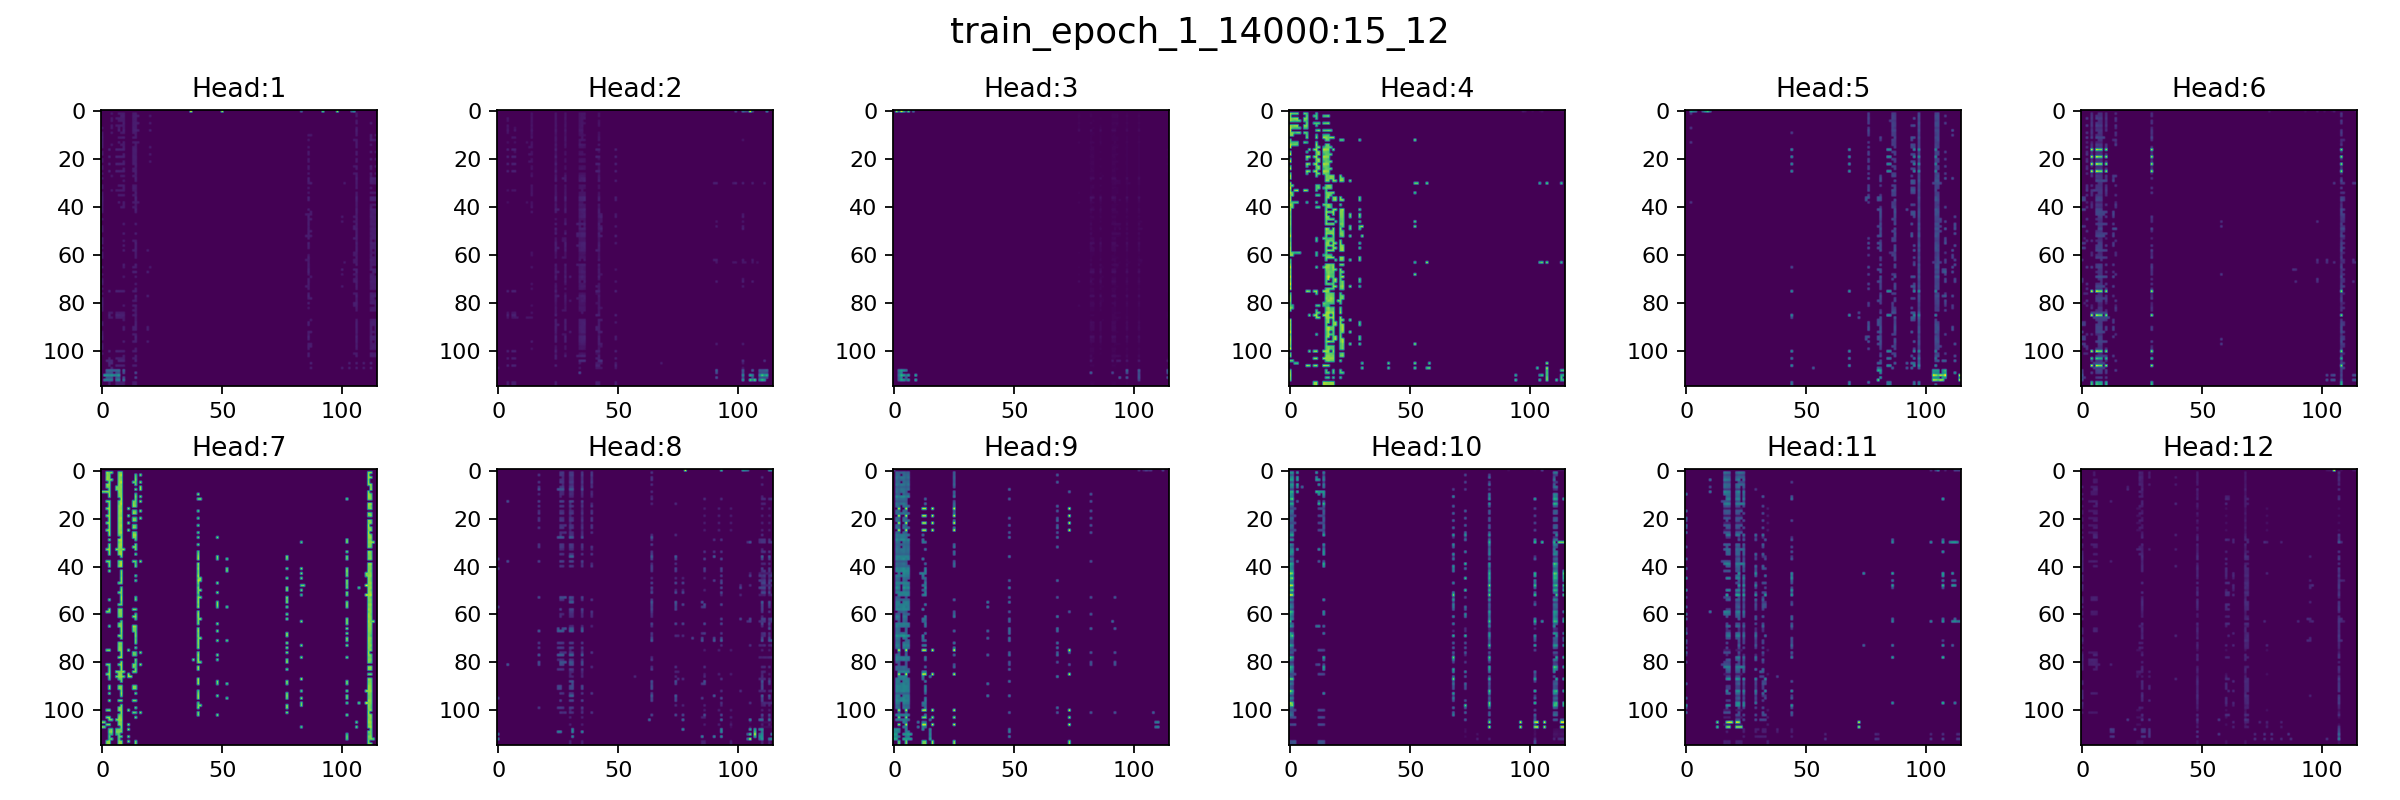 train_epoch_1_14000:15_12
Head:1 Head:2 Head:3 Head:4 Head:5 Head:6
0 0 0 0 0 0
20 20 20 20 20 20
40 40 40 40 40 40
60 60 60 60 60 60
80 80 80 80 80 80
100 100 100 100 100 100
0 50 100 0 50 100 0 50 100 0 50 100 0 50 100 0 50 100
Head:7 Head:8 Head:9 Head:10 Head:11 Head:12
0 0 0 0 0 0
20 20 20 20 20 20
40 40 40 40 40 40
60 60 60 60 60 60
80 80 80 80 80 80
100 100 100 100 100 100
0 50 100 0 50 100 0 50 100 0 50 100 0 50 100 0 50 100